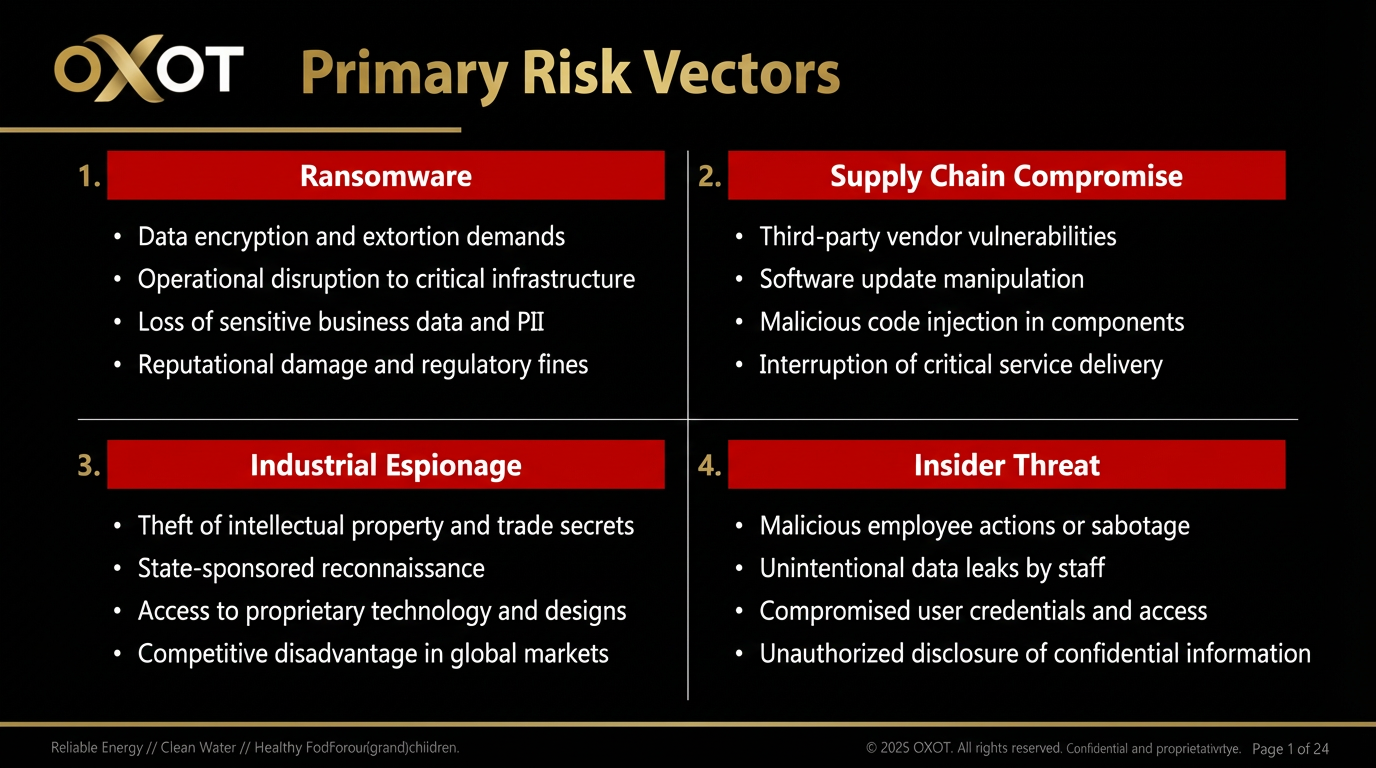 OXOT
Primary Risk Vectors
1. Ransomware
• Data encryption and extortion demands
• Operational disruption to critical infrastructure
• Loss of sensitive business data and PII
• Reputational damage and regulatory fines
2. Supply Chain Compromise
• Third-party vendor vulnerabilities
• Software update manipulation
• Malicious code injection in components
• Interruption of critical service delivery
3. Industrial Espionage
• Theft of intellectual property and trade secrets
• State-sponsored reconnaissance
• Access to proprietary technology and designs
• Competitive disadvantage in global markets
4. Insider Threat
• Malicious employee actions or sabotage
• Unintentional data leaks by staff
• Compromised user credentials and access
• Unauthorized disclosure of confidential information
Reliable Energy // Clean Water // Healthy FodForour(grand)chiidren.
© 2025 OXOT. All rights reserved. Confidential and proprietativrtye. Page 1 of 24